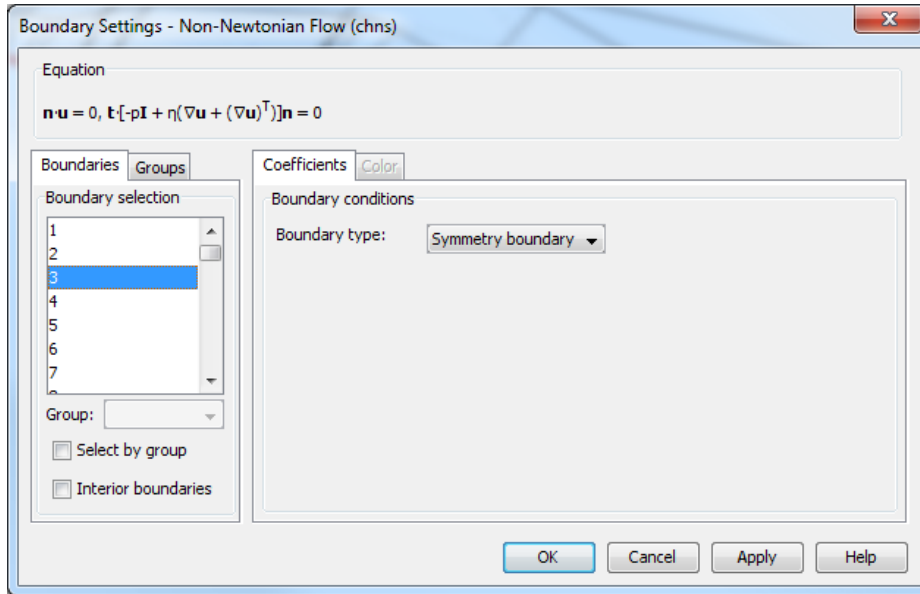 Boundary Settings - Non-Newtonian Flow (chns)
Equation
n·u = 0, t·[-pI + η(∇u + (∇u)ᵀ)]n = 0
Boundaries Groups
Boundary selection
1
2
3
4
5
6
7
Group:
Select by group
Interior boundaries
Coefficients Color
Boundary conditions
Boundary type: Symmetry boundary
OK Cancel Apply Help